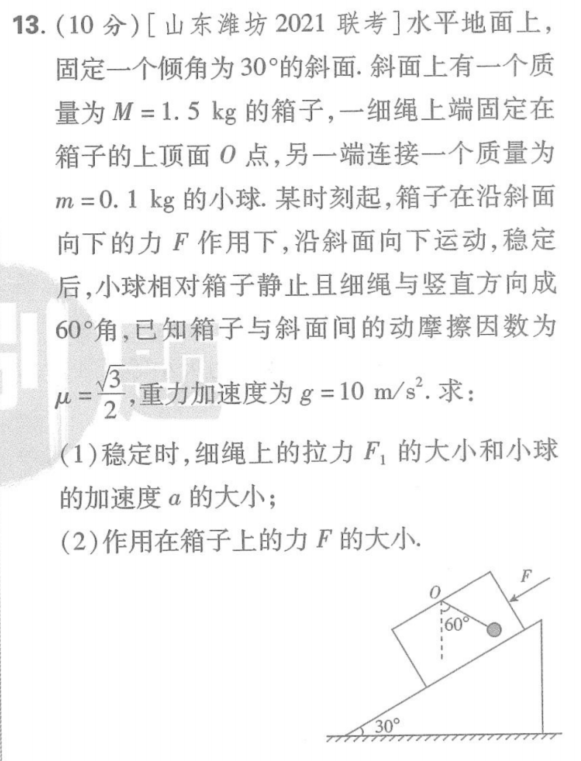 13. (10 分)[山东潍坊 2021 联考]水平地面上,
固定一个倾角为 30°的斜面. 斜面上有一个质
量为 M = 1. 5 kg 的箱子,一细绳上端固定在
箱子的上顶面 O 点,另一端连接一个质量为
m = 0. 1 kg 的小球. 某时刻起,箱子在沿斜面
向下的力 F 作用下,沿斜面向下运动,稳定
后,小球相对箱子静止且细绳与竖直方向成
60°角,已知箱子与斜面间的动摩擦因数为
μ = √3/2,重力加速度为 g = 10 m/s². 求:
(1)稳定时,细绳上的拉力 F₁ 的大小和小球
的加速度 a 的大小;
(2)作用在箱子上的力 F 的大小.
F
O
60°
30°
刷题